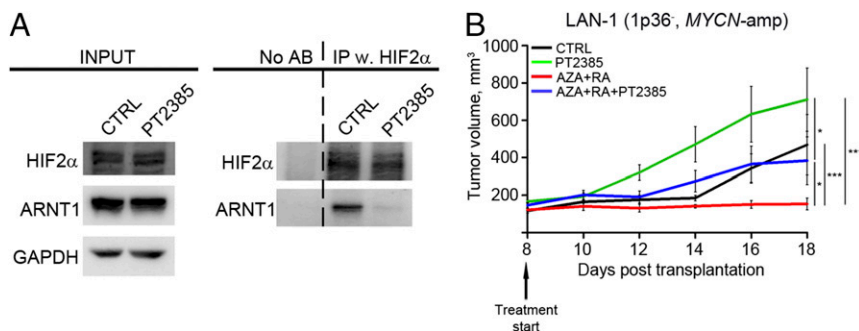 A
INPUT
No AB IP w. HIF2α
CTRL
PT2385
CTRL
PT2385
HIF2α
ARNT1
GAPDH
HIF2α
ARNT1
B
LAN-1 (1p36-, MYCN-amp)
CTRL
PT2385
AZA+RA
AZA+RA+PT2385
Tumor volume, mm³
1000
800
600
400
200
0
8 10 12 14 16 18
Days post transplantation
Treatment
start
*
*
***
**